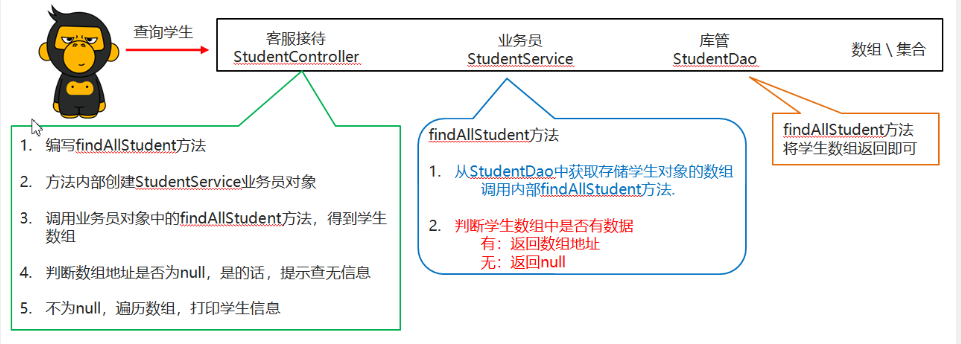 查询学生
客服接待
StudentController
业务员
StudentService
库管
StudentDao
数组 \ 集合
1. 编写findAllStudent方法
2. 方法内部创建StudentService业务员对象
3. 调用业务员对象中的findAllStudent方法，得到学生
数组
4. 判断数组地址是否为null，是的话，提示查无信息
5. 不为null，遍历数组，打印学生信息
findAllStudent方法
1. 从StudentDao中获取存储学生对象的数组
调用内部findAllStudent方法.
2. 判断学生数组中是否有数据
有：返回数组地址
无：返回null
findAllStudent方法
将学生数组返回即可